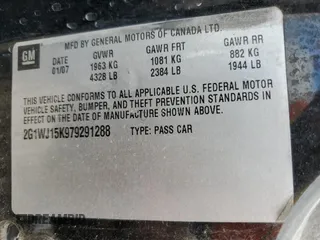 GM
MFD BY GENERAL MOTORS OF CANADA LTD
DATE GVWR GAWR FRT GAWR RR
01/07 1963 KG 1081 KG 882 KG
4328 LB 2384 LB 1944 LB
THIS VEHICLE CONFORMS TO ALL APPLICABLE U.S. FEDERAL MOTOR
VEHICLE SAFETY, BUMPER, AND THEFT PREVENTION STANDARDS IN
EFFECT ON THE DATE OF MANUFACTURE SHOWN ABOVE.
2G1WJ15K979291288 TYPE: PASS CAR